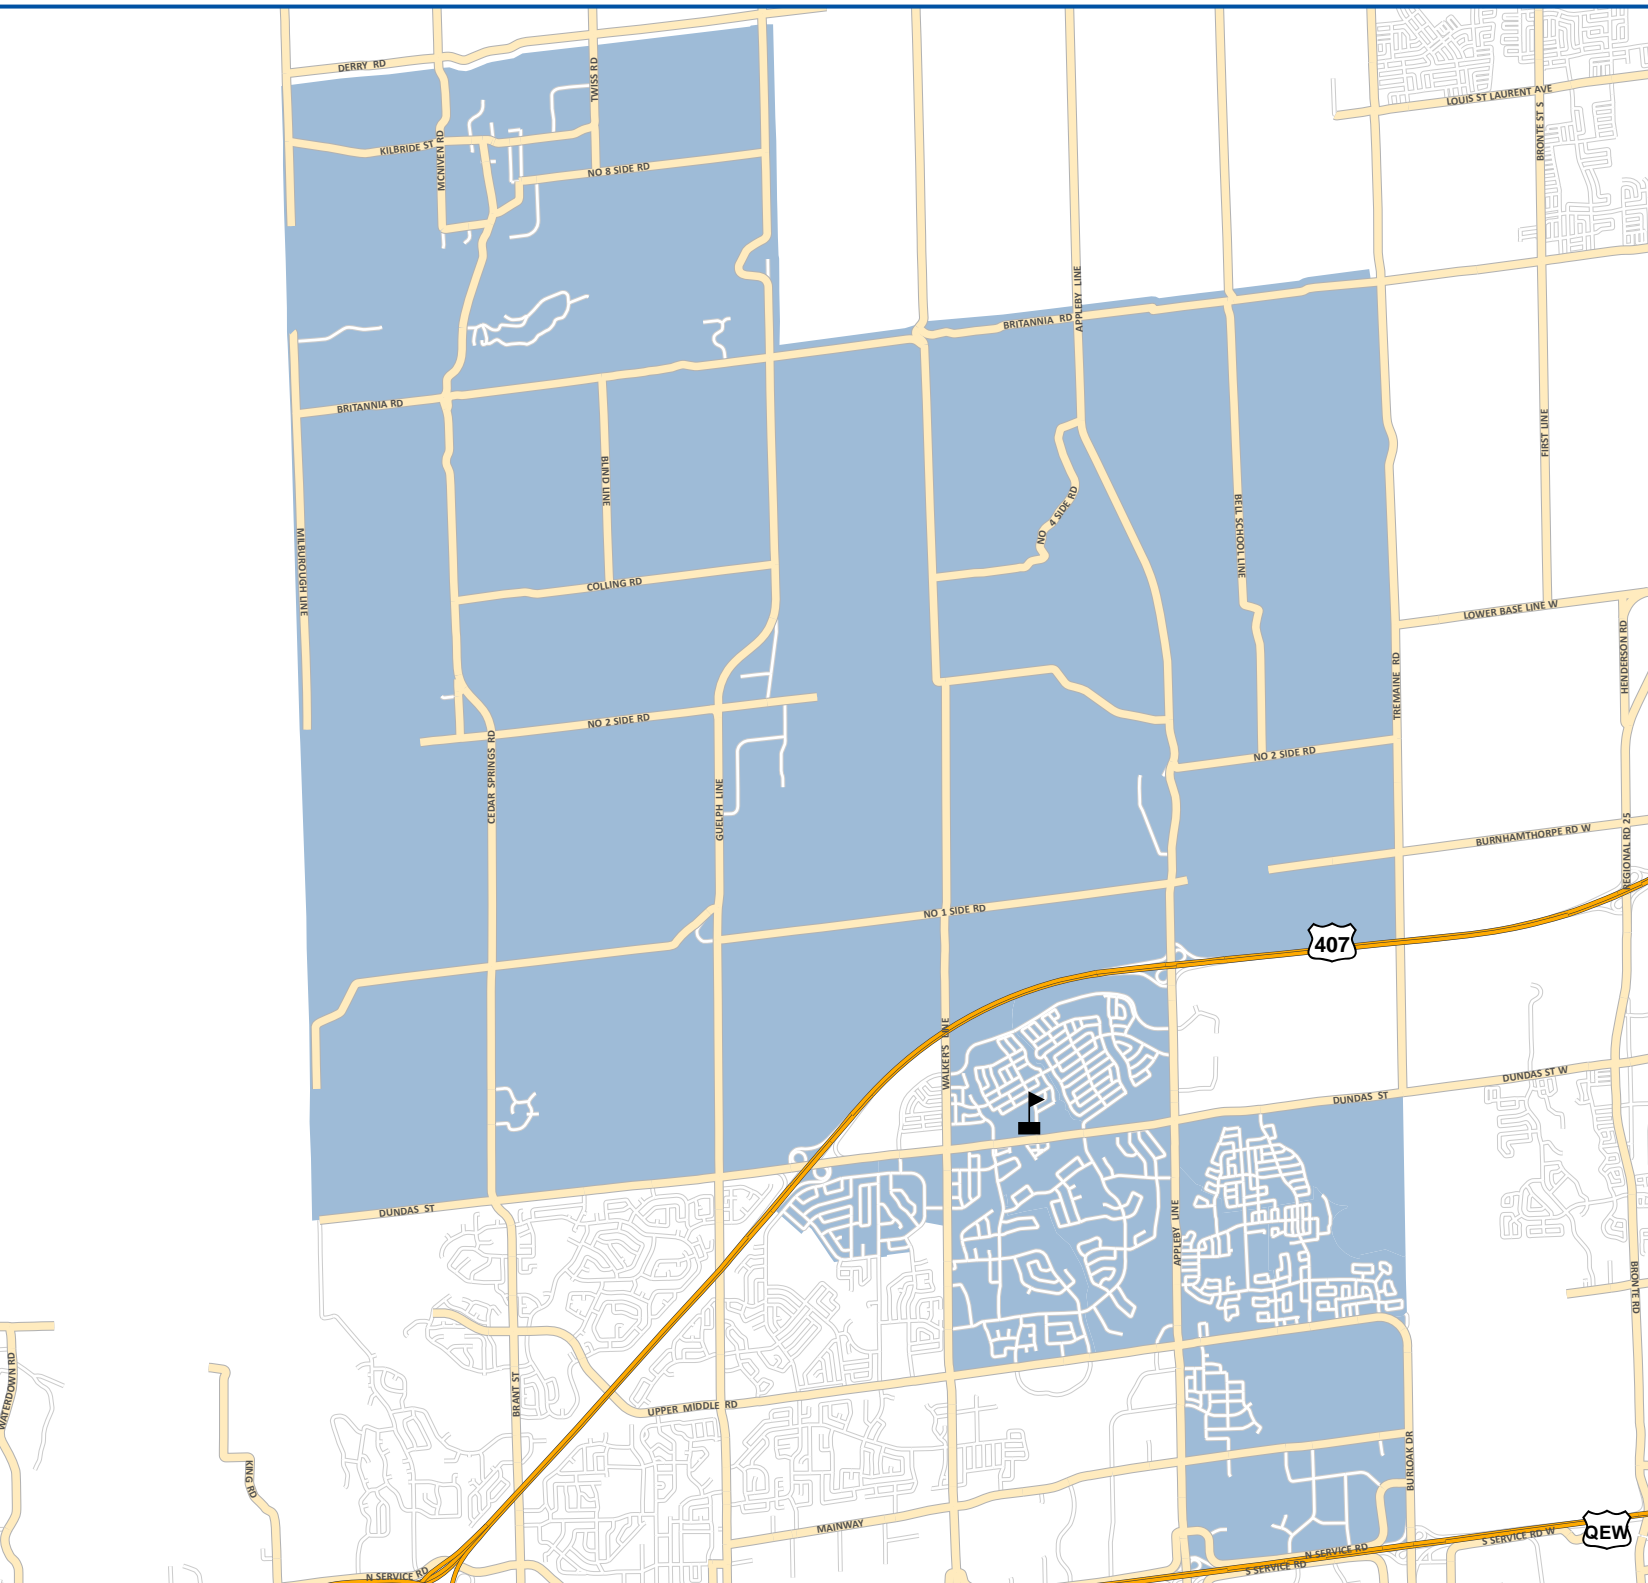 DERRY RD
TWISS RD
LOUIS ST LAURENT AVE
BRONTE ST S
KILBRIDE ST
MCNIVEN RD
NO 8 SIDE RD
APPLEBY LINE
BRITANNIA RD
BRITANNIA RD
FIRST LINE
BLIND LINE
NO 4 SIDE RD
BELL SCHOOL LINE
MILBUROUGH LINE
COLLING RD
LOWER BASE LINE W
HENDERSON RD
TREMAINE RD
NO 2 SIDE RD
CEDAR SPRINGS RD
NO 2 SIDE RD
GUELPH LINE
BURNHAMTHORPE RD W
REGIONAL RD 25
NO 1 SIDE RD
407
WALKER'S LINE
DUNDAS ST W
DUNDAS ST
DUNDAS ST
APPLEBY LINE
BRONTE RD
WATERDOWN RD
BRANT ST
UPPER MIDDLE RD
KING RD
BURLOAK DR
MAINWAY
QEW
S SERVICE RD W
N SERVICE RD
S SERVICE RD
N SERVICE RD